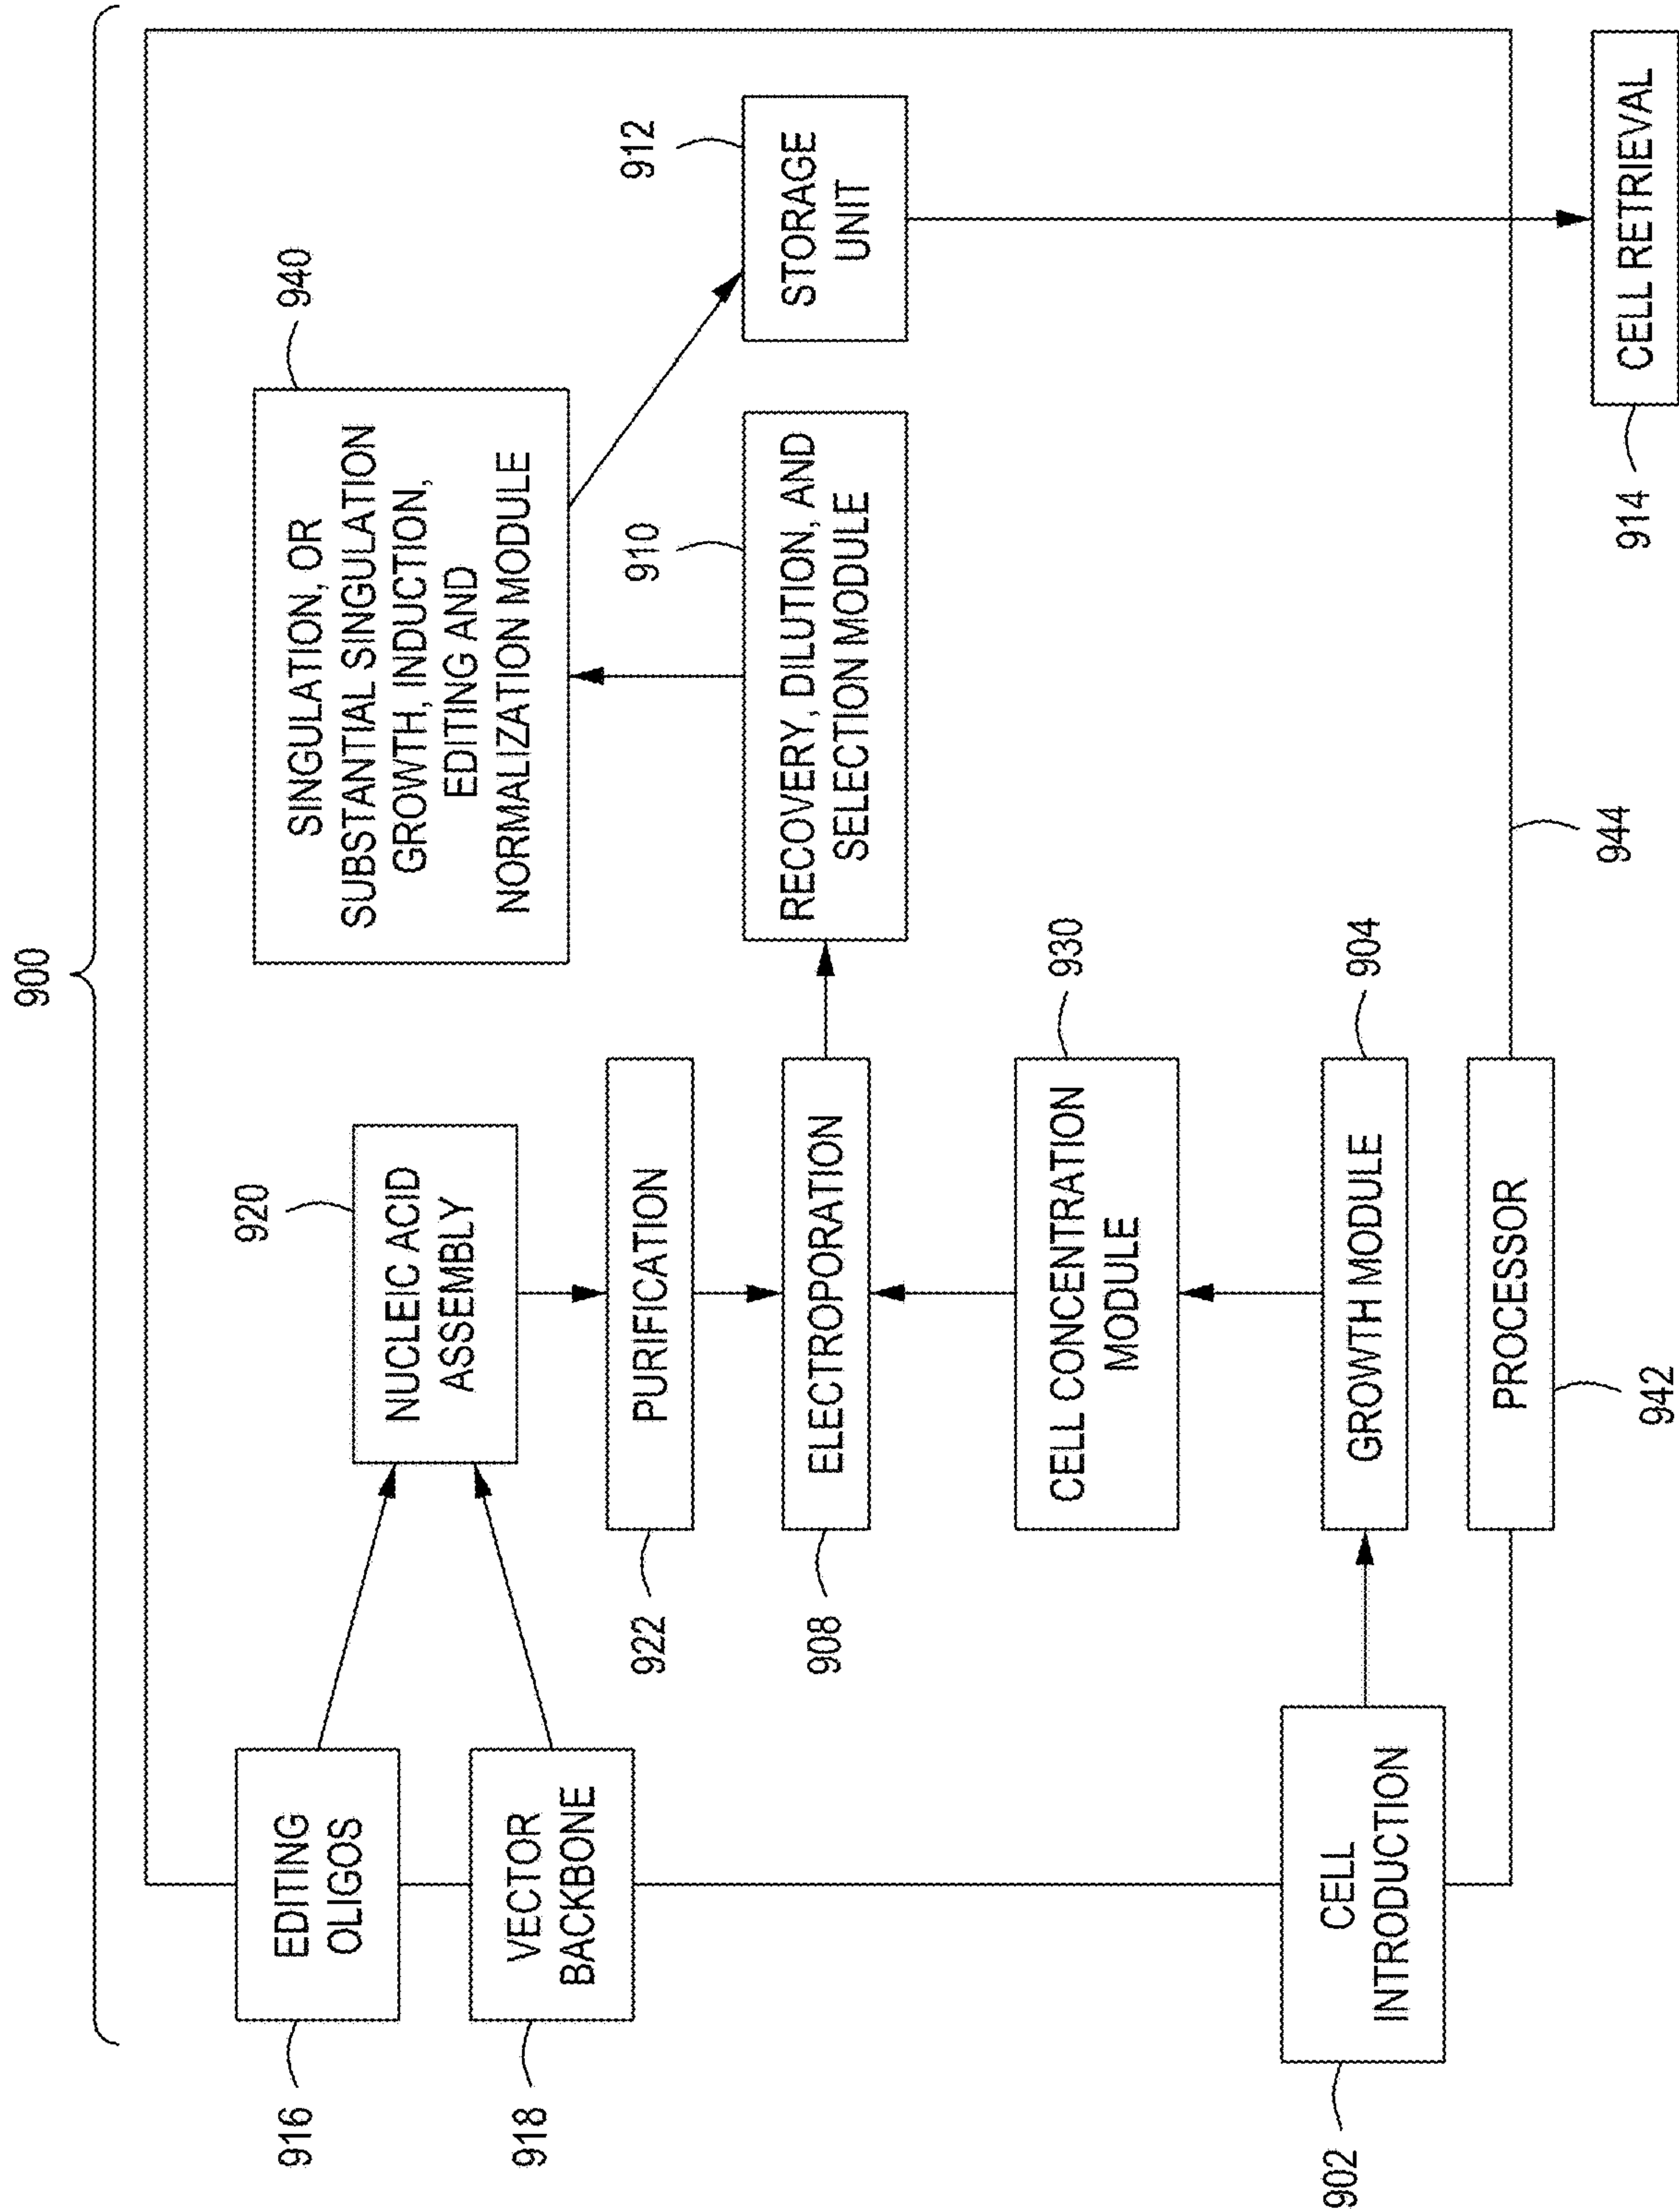 900
916
EDITING
OLIGOS
918
VECTOR
BACKBONE
920
NUCLEIC ACID
ASSEMBLY
922
PURIFICATION
908
ELECTROPORATION
CELL CONCENTRATION
MODULE
930
902
CELL
INTRODUCTION
GROWTH MODULE
904
PROCESSOR
942
944
SINGULATION, OR
SUBSTANTIAL SINGULATION
GROWTH, INDUCTION,
EDITING AND
NORMALIZATION MODULE
940
910
RECOVERY, DILUTION, AND
SELECTION MODULE
912
STORAGE
UNIT
914
CELL RETRIEVAL